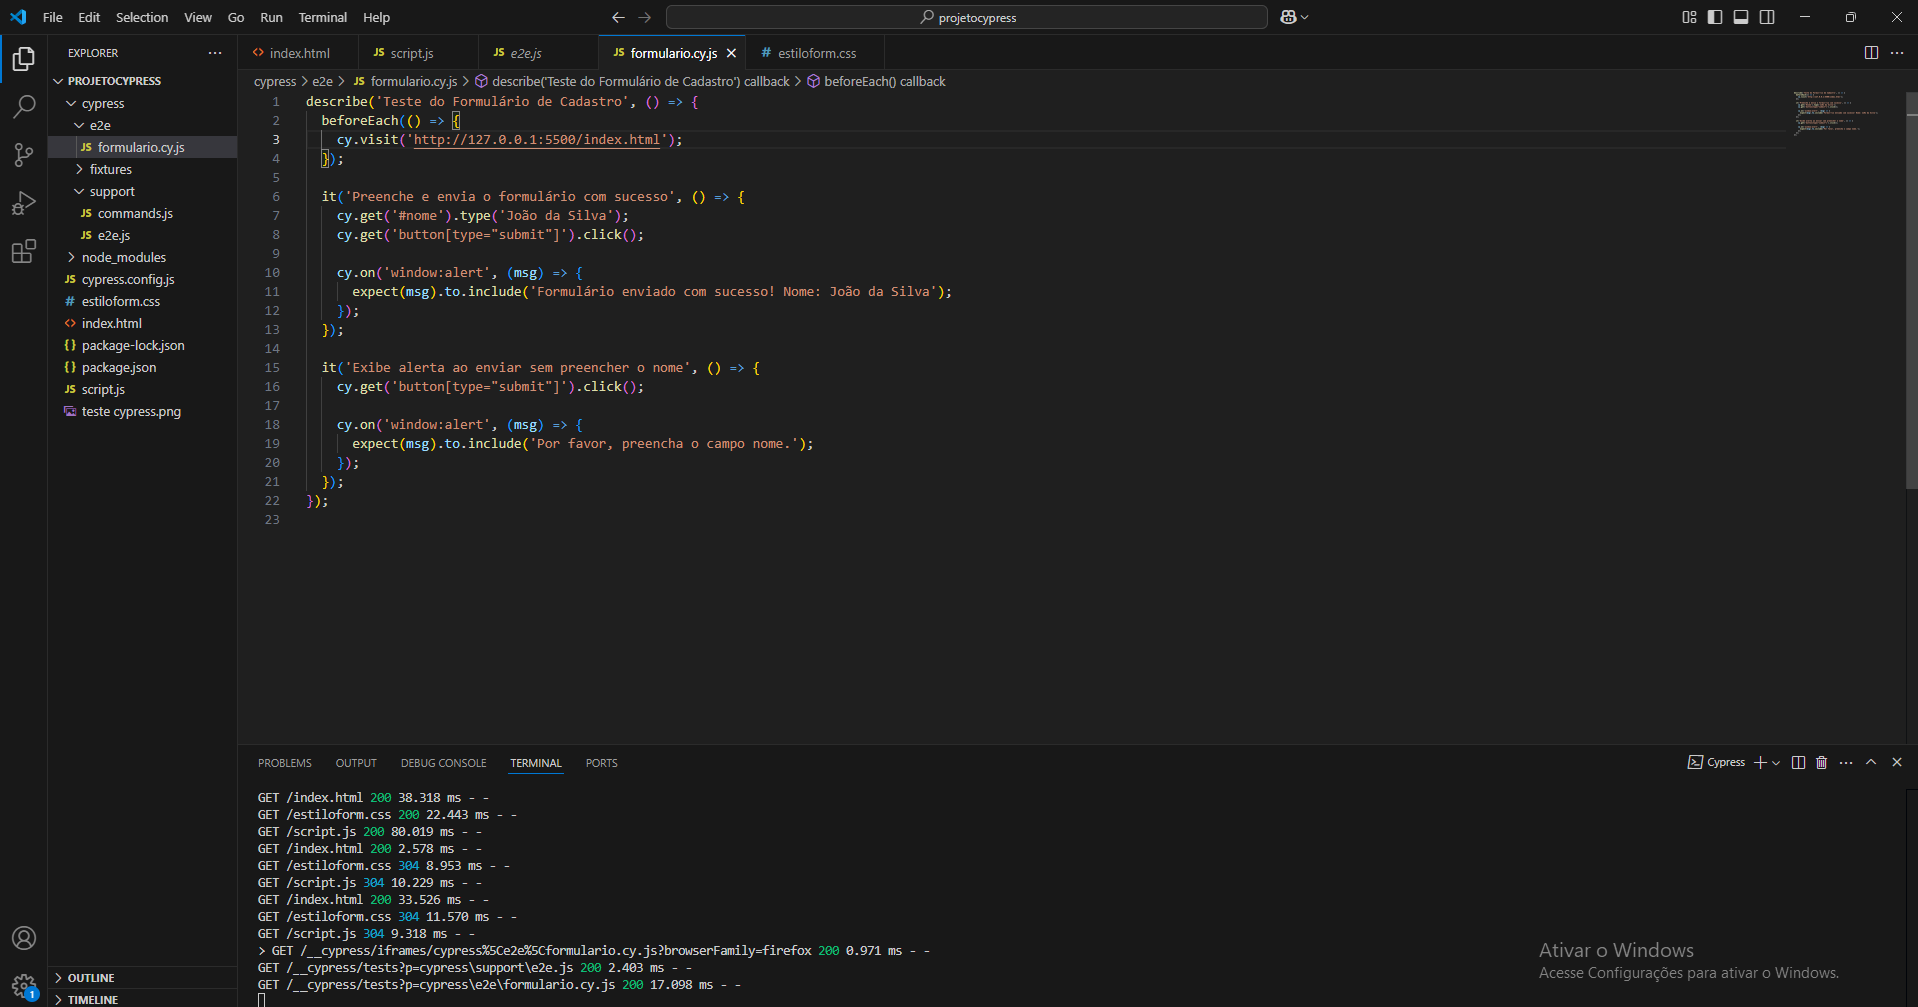 File Edit Selection View Go Run Terminal Help
projetocypress
EXPLORER
PROJETOCYPRESS
cypress
e2e
JS formulario.cy.js
fixtures
support
JS commands.js
JS e2e.js
node_modules
JS cypress.config.js
# estiloform.css
<> index.html
{} package-lock.json
{} package.json
JS script.js
teste cypress.png
OUTLINE
TIMELINE
1
<> index.html JS script.js JS e2e.js JS formulario.cy.js # estiloform.css
cypress > e2e > JS formulario.cy.js > describe('Teste do Formulário de Cadastro') callback > beforeEach() callback
1 describe('Teste do Formulário de Cadastro', () => {
2 beforeEach(() => {
3 cy.visit('http://127.0.0.1:5500/index.html');
4 });
5
6 it('Preenche e envia o formulário com sucesso', () => {
7 cy.get('#nome').type('João da Silva');
8 cy.get('button[type="submit"]').click();
9
10 cy.on('window:alert', (msg) => {
11 expect(msg).to.include('Formulário enviado com sucesso! Nome: João da Silva');
12 });
13 });
14
15 it('Exibe alerta ao enviar sem preencher o nome', () => {
16 cy.get('button[type="submit"]').click();
17
18 cy.on('window:alert', (msg) => {
19 expect(msg).to.include('Por favor, preencha o campo nome.');
20 });
21 });
22 });
23
PROBLEMS OUTPUT DEBUG CONSOLE TERMINAL PORTS
Cypress
GET /index.html 200 38.318 ms - -
GET /estiloform.css 200 22.443 ms - -
GET /script.js 200 80.019 ms - -
GET /index.html 200 2.578 ms - -
GET /estiloform.css 304 8.953 ms - -
GET /script.js 304 10.229 ms - -
GET /index.html 200 33.526 ms - -
GET /estiloform.css 304 11.570 ms - -
GET /script.js 304 9.318 ms - -
> GET /__cypress/iframes/cypress%5Ce2e%5Cformulario.cy.js?browserFamily=firefox 200 0.971 ms - -
GET /__cypress/tests?p=cypress\support\e2e.js 200 2.403 ms - -
GET /__cypress/tests?p=cypress\e2e\formulario.cy.js 200 17.098 ms - -
Ativar o Windows
Acesse Configurações para ativar o Windows.